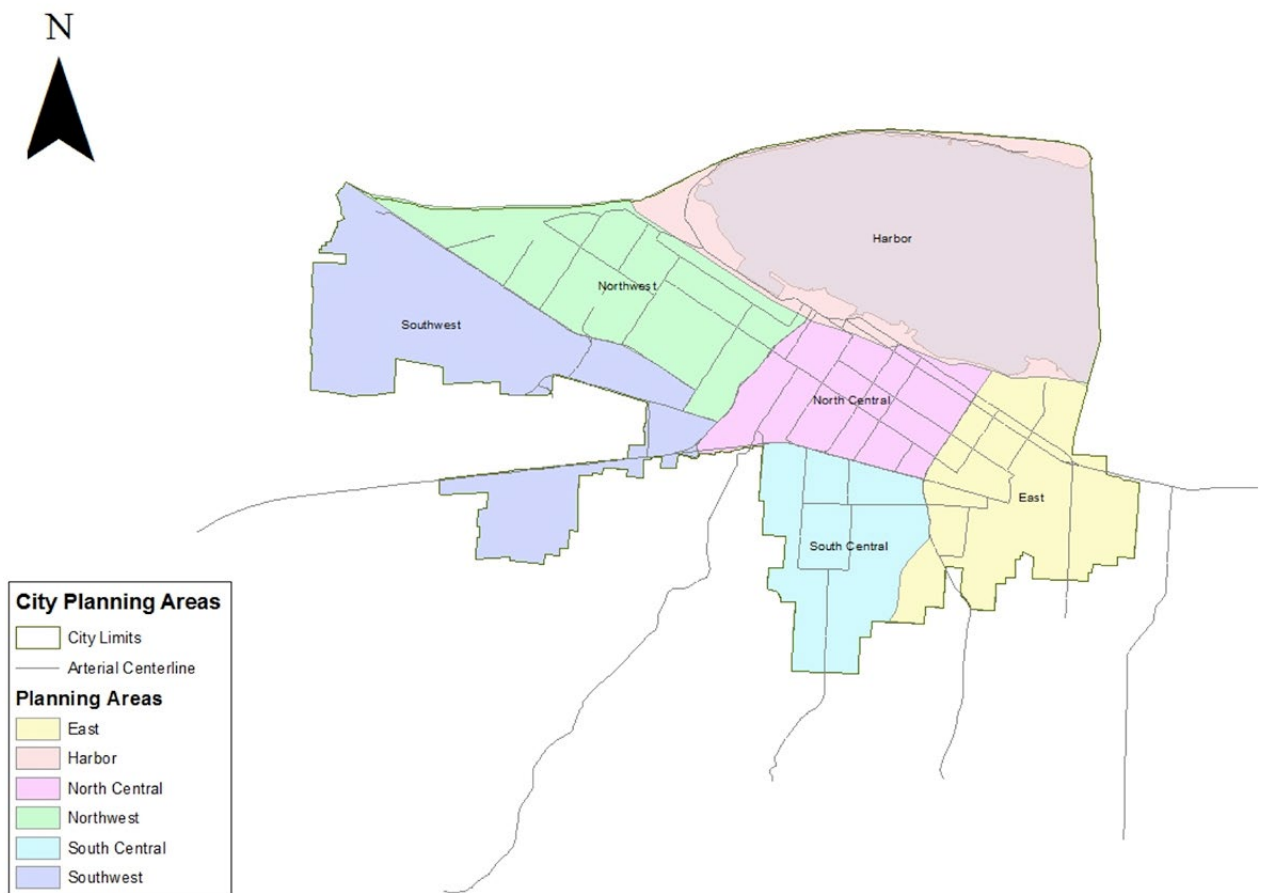 N
Harbor
Northwest
Southwest
North Central
East
South Central
City Planning Areas
City Limits
Arterial Centerline
Planning Areas
East
Harbor
North Central
Northwest
South Central
Southwest